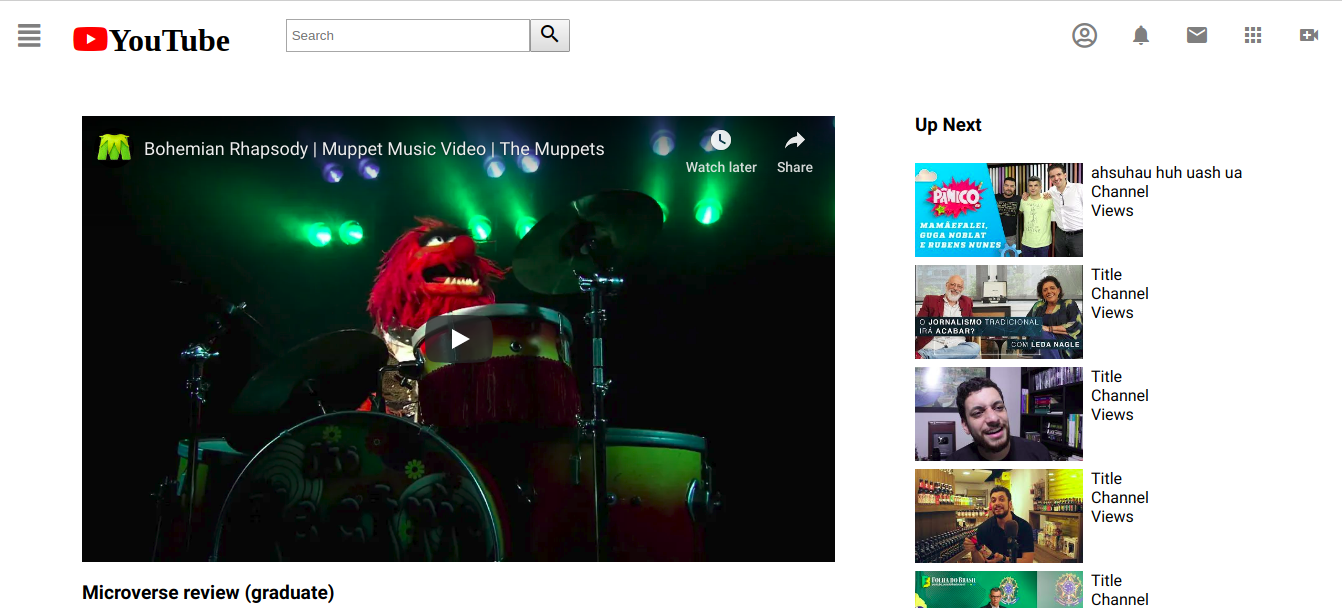 YouTube
Search
Bohemian Rhapsody | Muppet Music Video | The Muppets
Watch later
Share
Microverse review (graduate)
Up Next
PÂNICO
MAMÃEFALEI,
GUGA NOBLAT
E RUBENS NUNES
ahsuhau huh uash ua
Channel
Views
O JORNALISMO TRADICIONAL
IRÁ ACABAR?
COM LEDA NAGLE
Title
Channel
Views
Title
Channel
Views
Title
Channel
Views
FOLHA DO BRASIL
Title
Channel